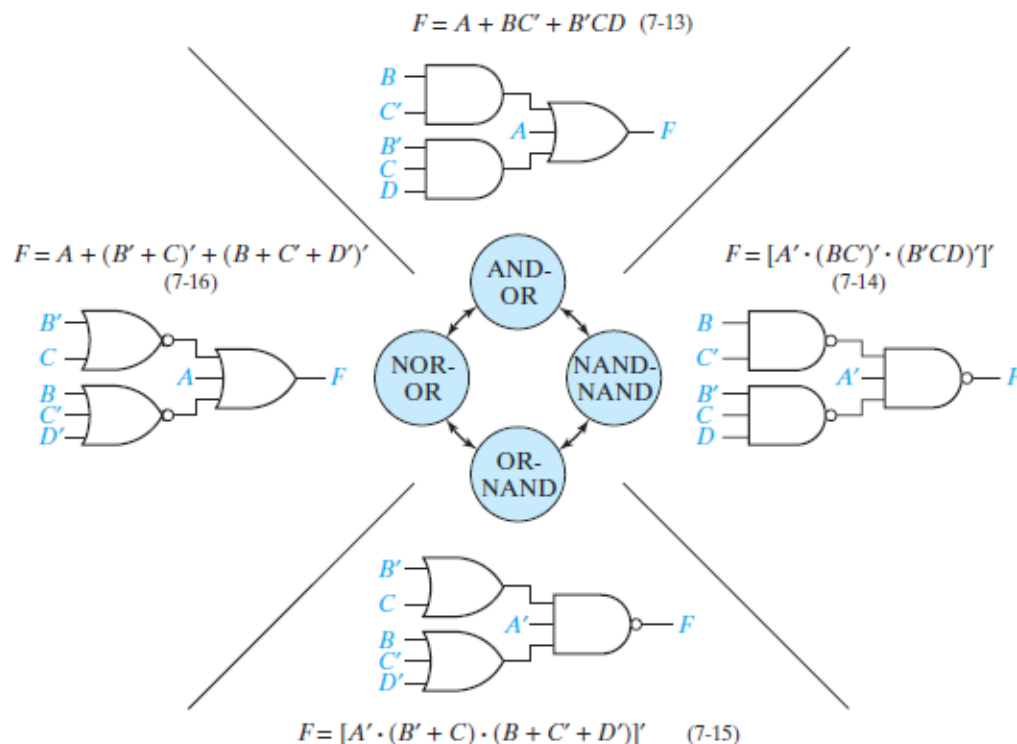 F = A + BC′ + B′CD (7-13)
B
C′
A
F
B′
C
D
F = A + (B′ + C)′ + (B + C′ + D′)′
(7-16)
B′
C
A
F
B
C′
D′
AND-
OR
NOR-
OR
NAND-
NAND
OR-
NAND
F = [A′ · (BC′)′ · (B′CD)′]′
(7-14)
B
C′
A′
F
B′
C
D
B′
C
A′
F
B
C′
D′
F = [A′ · (B′ + C) · (B + C′ + D′)]′ (7-15)